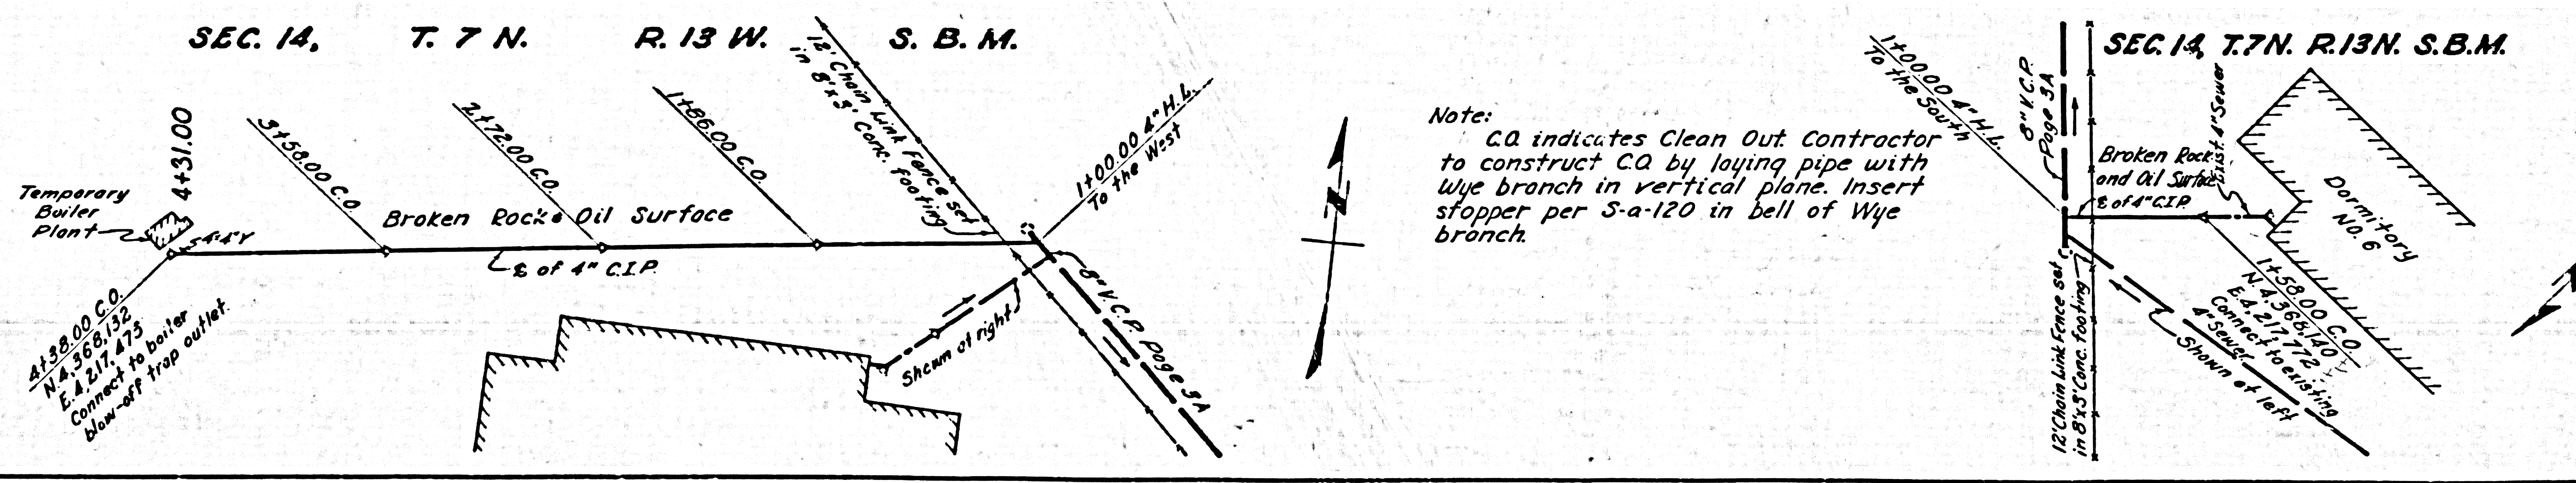 SEC. 14, T. 7 N. R. 13 W. S. B. M.
12' Chain Link Fence set
in 8"x3' Conc. footing
4+31.00
3+58.00 C.O.
2+72.00 C.O.
1+86.00 C.O.
1+00.00 4" H.L.
To the West
Temporary
Boiler
Plant
4"4"Y
Broken Rock & Oil Surface
℄ of 4" C.I.P.
4+38.00 C.O.
N.4,368,132
E.4,217,473
Connect to boiler
blow-off trap outlet.
Shown at right
8" V.C.P. Page 3A
N
Note:
C.O. indicates Clean Out. Contractor
to construct C.O. by laying pipe with
Wye branch in vertical plane. Insert
stopper per S-a-120 in bell of Wye
branch.
SEC. 14, T.7N. R.13N. S.B.M.
1+00.00 4" H.L.
To the South
8" V.C.P.
Page 3A
Exist. 4" Sewer
Broken Rock
and Oil Surface
℄ of 4" C.I.P.
Dormitory
No. 6
1+58.00 C.O.
N.4,368,140
E.4,217,772
Connect to existing
4" Sewer
Shown at left
12' Chain Link Fence set
in 8"x3' Conc. footing